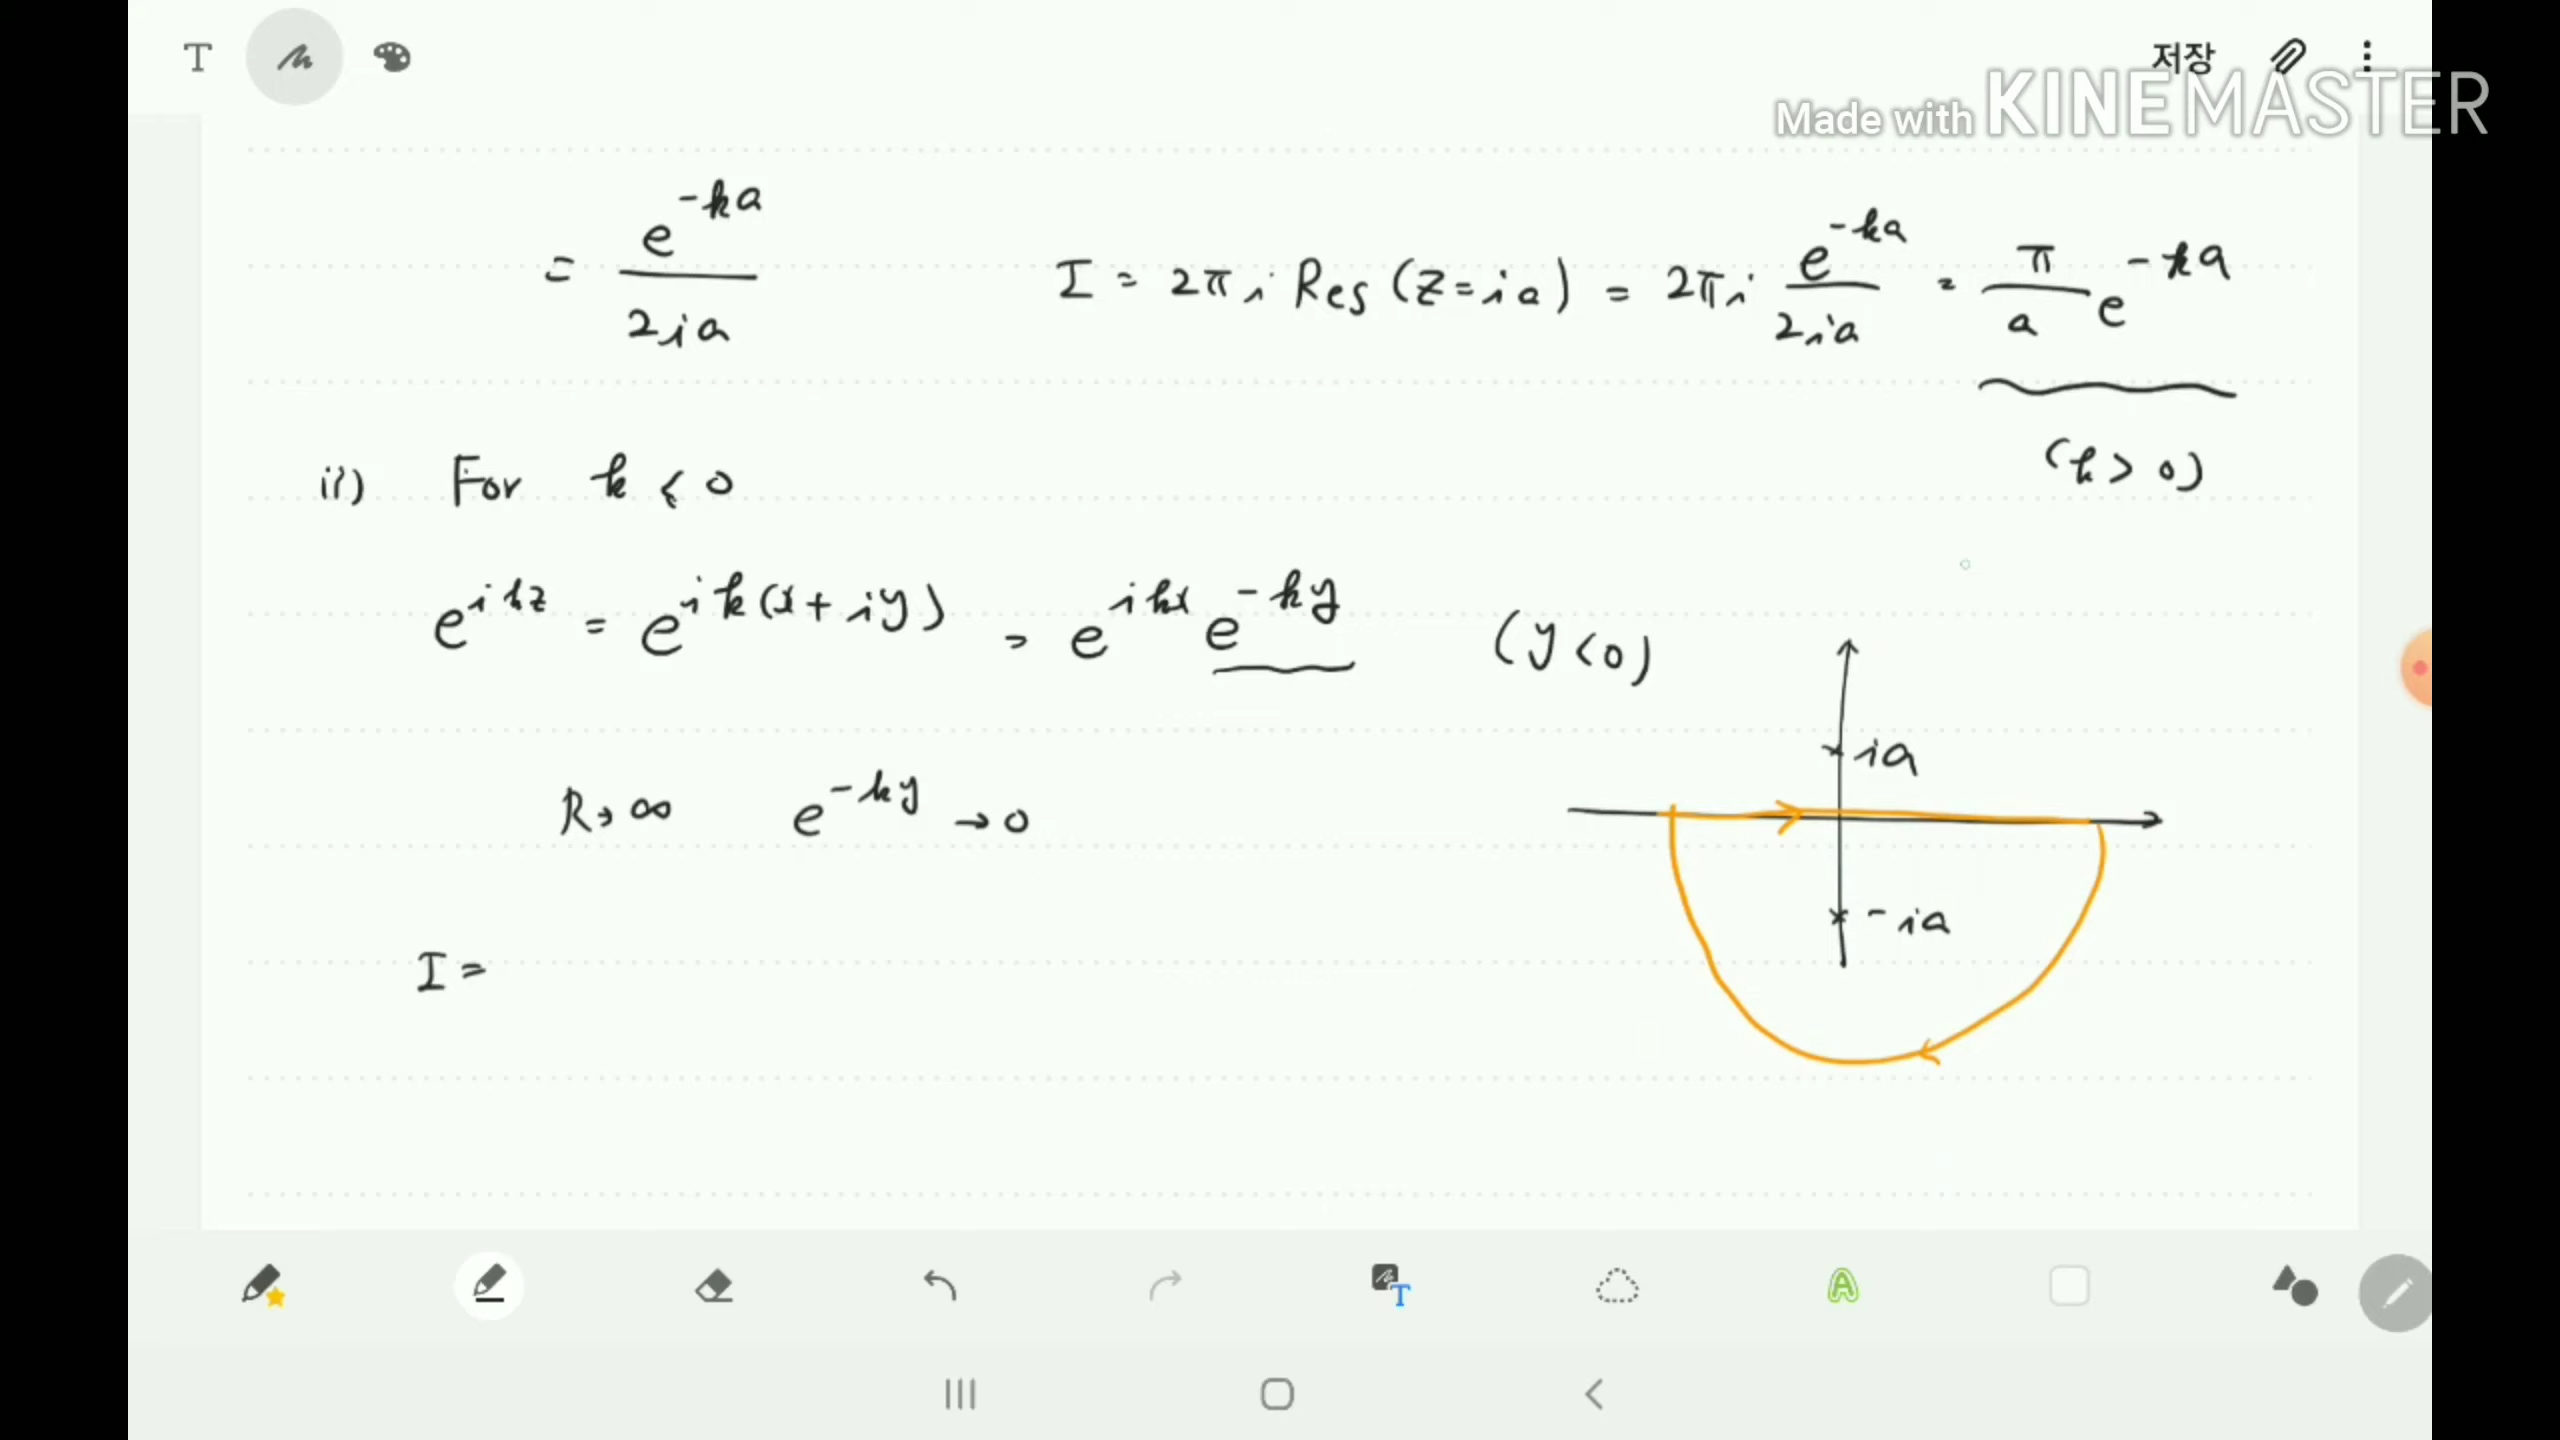 T 저장
Made with KINEMASTER
= e^{-ka} / 2ia    I = 2πi Res (z=ia) = 2πi e^{-ka} / 2ia = π/a e^{-ka}
(k > 0)
ii) For k < 0
e^{ikz} = e^{ik(x+iy)} = e^{ikx} e^{-ky}    (y<0)
ia
R→∞    e^{-ky} → 0
-ia
I =
T A